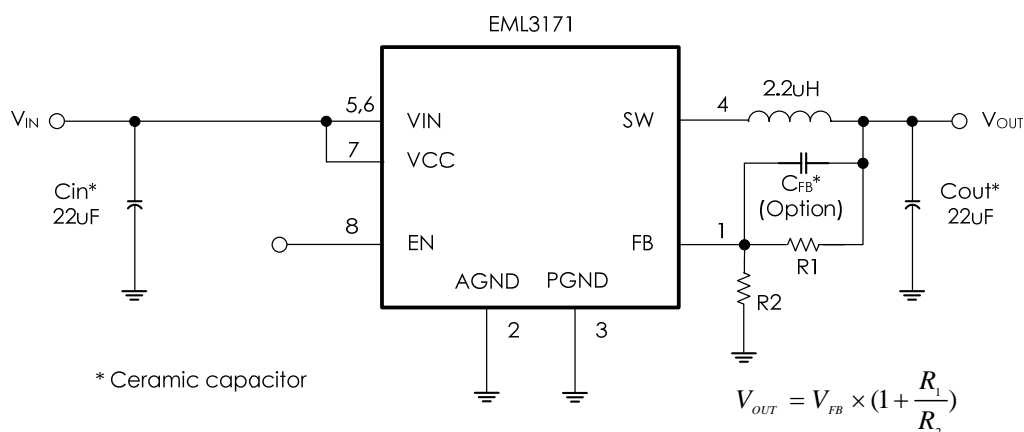 EML3171
VIN
5,6
VIN
SW
4
2.2uH
VOUT
7
VCC
Cin*
22uF
CFB*
(Option)
Cout*
22uF
8
EN
FB
1
R1
AGND
PGND
R2
2
3
* Ceramic capacitor
VOUT = VFB × (1 + R1 / R2)